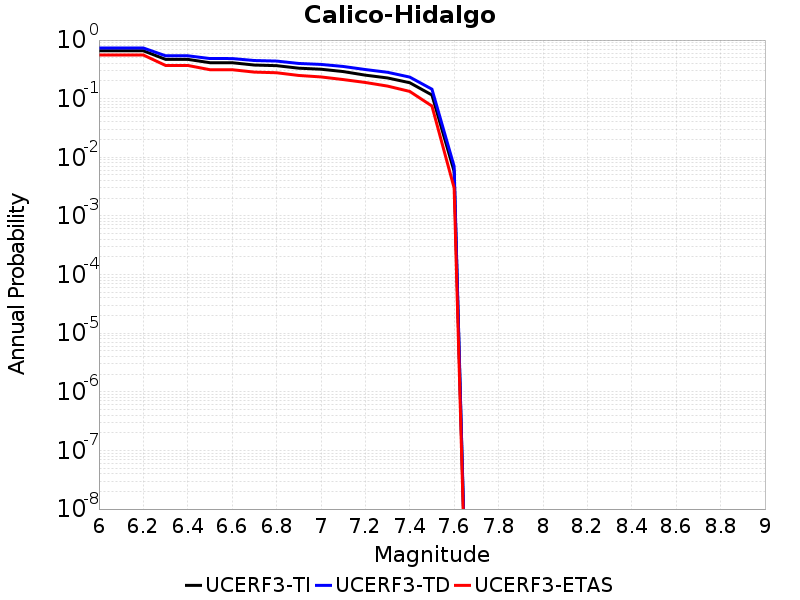 Calico-Hidalgo
10^0
10^-1
10^-2
10^-3
10^-4
10^-5
10^-6
10^-7
10^-8
Annual Probability
6 6.2 6.4 6.6 6.8 7 7.2 7.4 7.6 7.8 8 8.2 8.4 8.6 8.8 9
Magnitude
UCERF3-TI UCERF3-TD UCERF3-ETAS